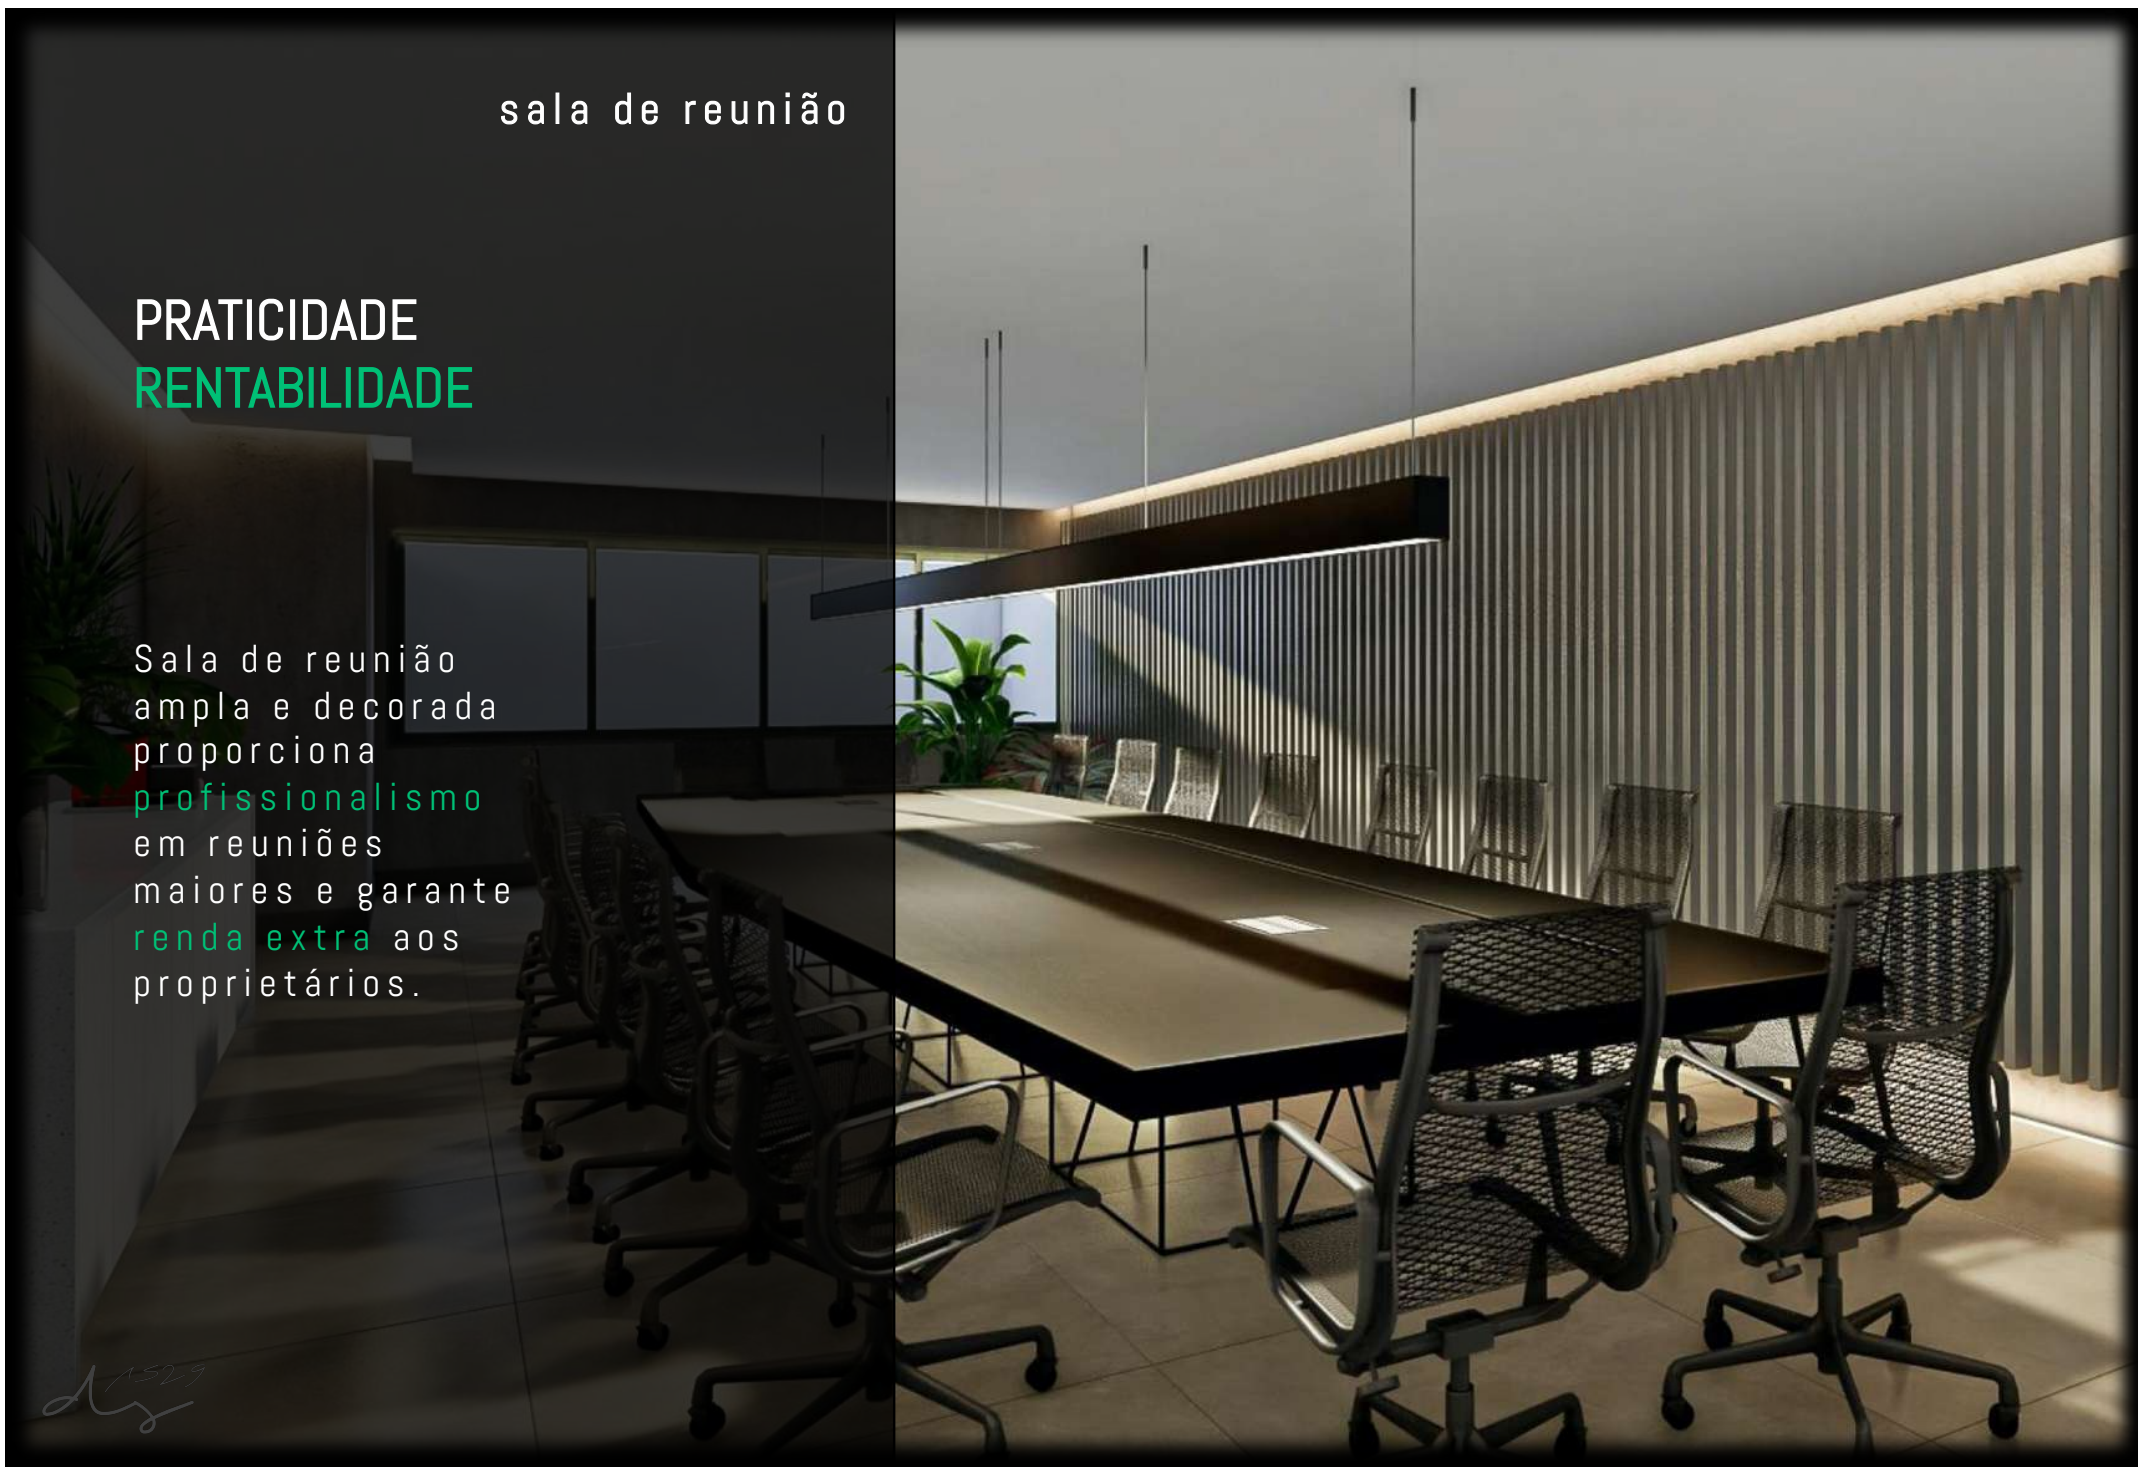 sala de reunião
PRATICIDADE
RENTABILIDADE
Sala de reunião
ampla e decorada
proporciona
profissionalismo
em reuniões
maiores e garante
renda extra aos
proprietários.